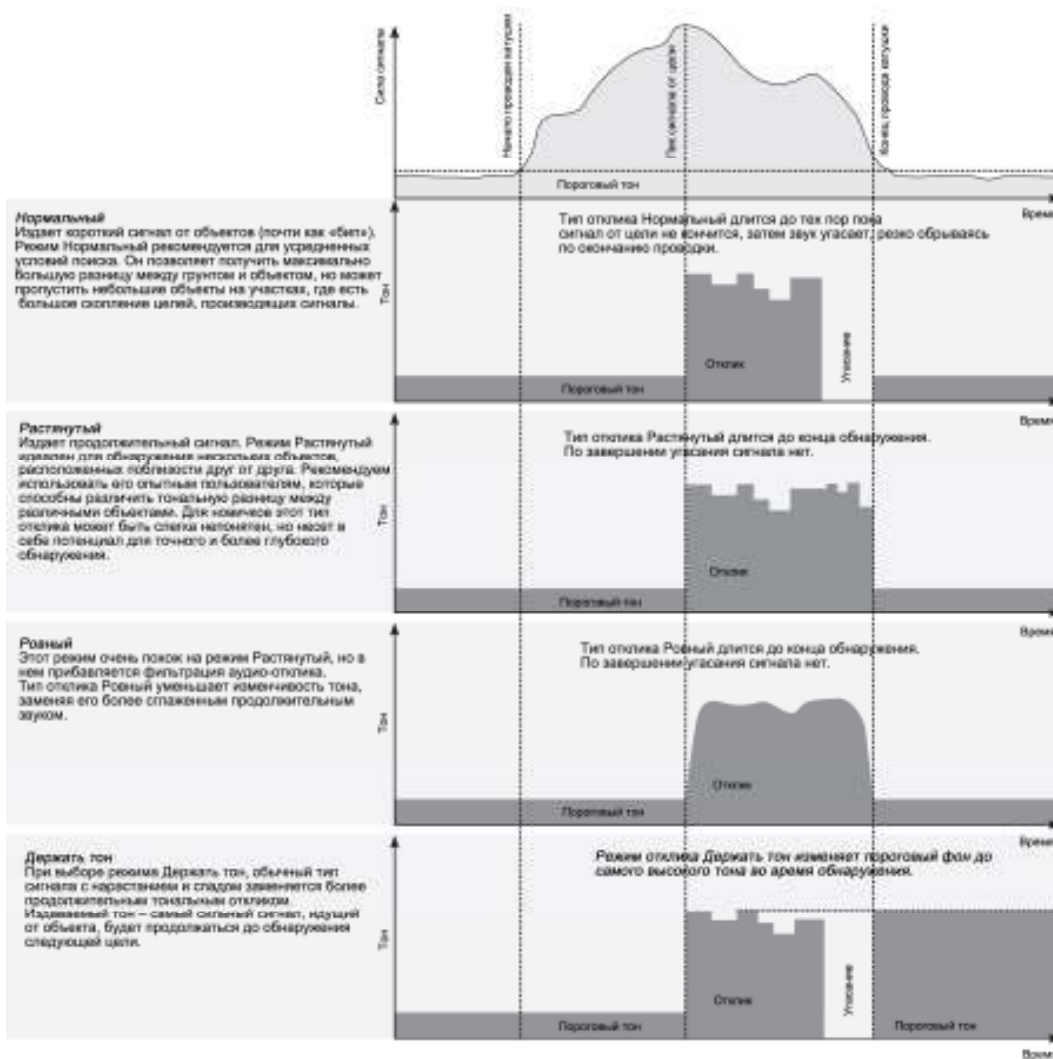 Сила сигнала
Начало проводки катушки
Пик сигнала от цели
Конец провода катушки
Пороговый тон
Время
Нормальный
Издает короткий сигнал от объектов (почти как «бип»).
Режим Нормальный рекомендуется для усредненных
условий поиска. Он позволяет получить максимально
большую разницу между грунтом и объектом, но может
пропустить небольшие объекты на участках, где есть
большое скопление целей, производящих сигналы.
Тип отклика Нормальный длится до тех пор пока
сигнал от цели не кончится, затем звук угасает, резко обрываясь
по окончанию проводки.
Тон
Отклик
Угасание
Пороговый тон
Время
Растянутый
Издает продолжительный сигнал. Режим Растянутый
идеален для обнаружения нескольких объектов,
расположенных поблизости друг от друга. Рекомендуем
использовать его опытным пользователям, которые
способны различить тональную разницу между
различными объектами. Для новичков этот тип
отклика может быть слегка непонятен, но несет в
себе потенциал для точного и более глубокого
обнаружения.
Тип отклика Растянутый длится до конца обнаружения.
По завершении угасания сигнала нет.
Тон
Отклик
Пороговый тон
Время
Ровный
Этот режим очень похож на режим Растянутый, но в
нем прибавляется фильтрация аудио-отклика.
Тип отклика Ровный уменьшает изменчивость тона,
заменяя его более сглаженным продолжительным
звуком.
Тип отклика Ровный длится до конца обнаружения.
По завершении угасания сигнала нет.
Тон
Отклик
Пороговый тон
Время
Держать тон
При выборе режима Держать тон, обычный тип
сигнала с нарастанием и спадом заменяется более
продолжительным тональным откликом.
Издаваемый тон – самый сильный сигнал, идущий
от объекта, будет продолжаться до обнаружения
следующей цели.
Режим отклика Держать тон изменяет пороговый фон до
самого высокого тона во время обнаружения.
Тон
Отклик
Угасание
Пороговый тон
Пороговый тон
Время